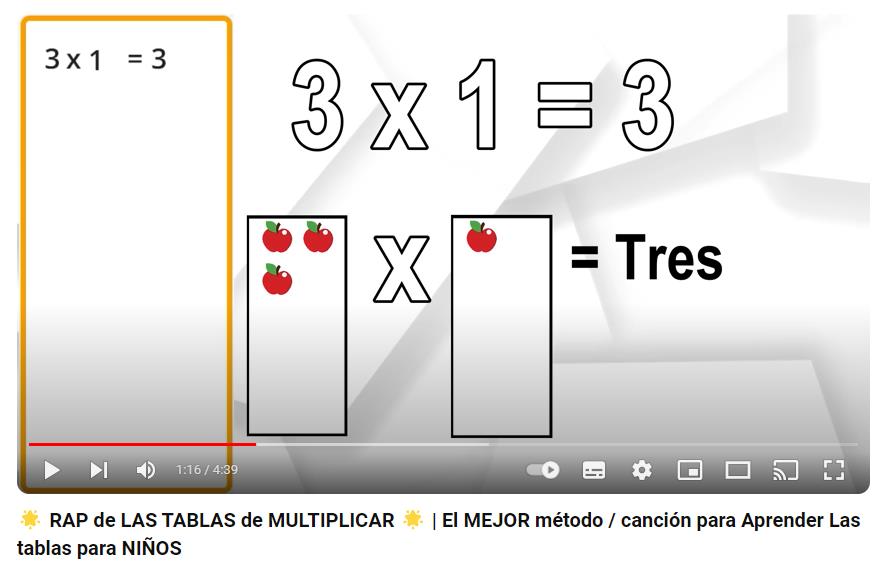 3 x 1 = 3
3 x 1 = 3
x = Tres
1:16 / 4:39
🌟 RAP de LAS TABLAS de MULTIPLICAR 🌟 | El MEJOR método / canción para Aprender Las
tablas para NIÑOS